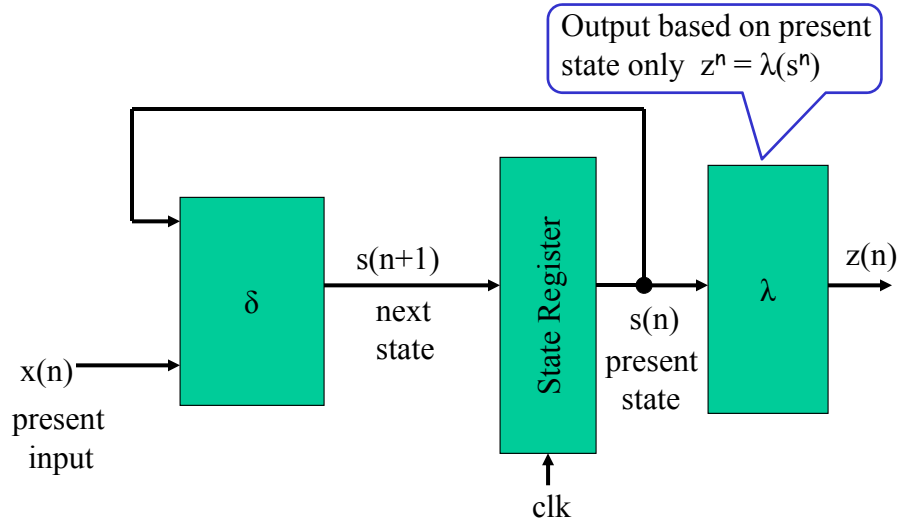 Output based on present
state only zⁿ = λ(sⁿ)
δ
s(n+1)
next
state
State Register
s(n)
present
state
λ
z(n)
x(n)
present
input
clk